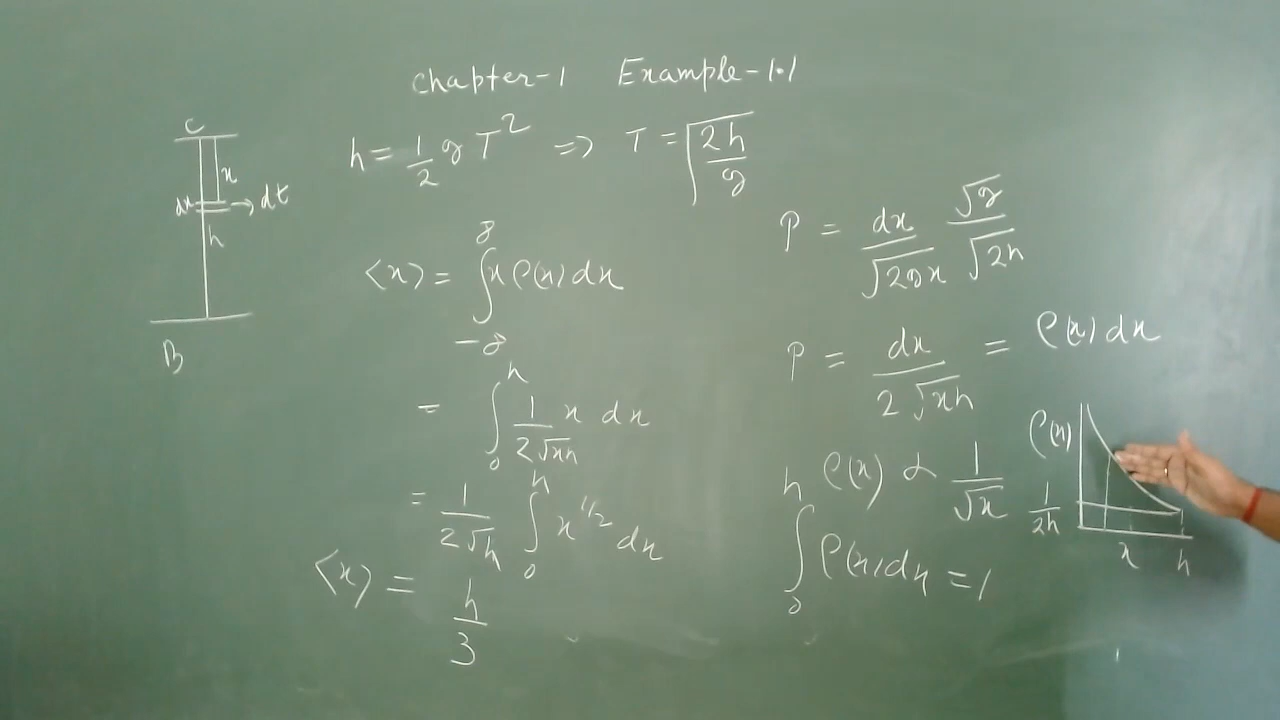 Chapter-1 Example-1.1
C
x
dx → dt
h
B
h = 1/2 g T² ⇒ T = √(2h/g)
⟨x⟩ = ∫_{-∞}^{∞} x ρ(x) dx
= ∫₀ʰ 1/(2√(xh)) x dx
= 1/(2√h) ∫₀ʰ x^{1/2} dx
⟨x⟩ = h/3
P = dx/√(2gx) √g/√(2h)
P = dx/(2√(xh)) = ρ(x) dx
ρ(x) ∝ 1/√x
∫₀ʰ ρ(x) dx = 1
ρ(x)
1/2h
x
h